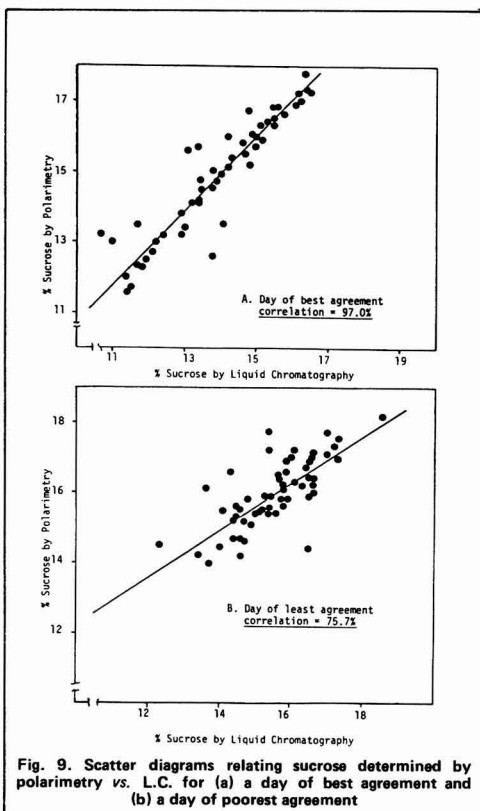 17
15
13
11
% Sucrose by Polarimetry
A. Day of best agreement
correlation = 97.0%
11 13 15 17 19
% Sucrose by Liquid Chromatography
18
16
14
12
% Sucrose by Polarimetry
B. Day of least agreement
correlation = 75.7%
12 14 16 18
% Sucrose by Liquid Chromatography
Fig. 9. Scatter diagrams relating sucrose determined by
polarimetry vs. L.C. for (a) a day of best agreement and
(b) a day of poorest agreement